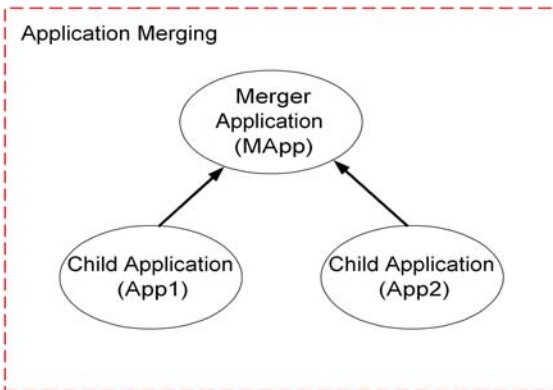 Application Merging
Merger
Application
(MApp)
Child Application
(App1)
Child Application
(App2)